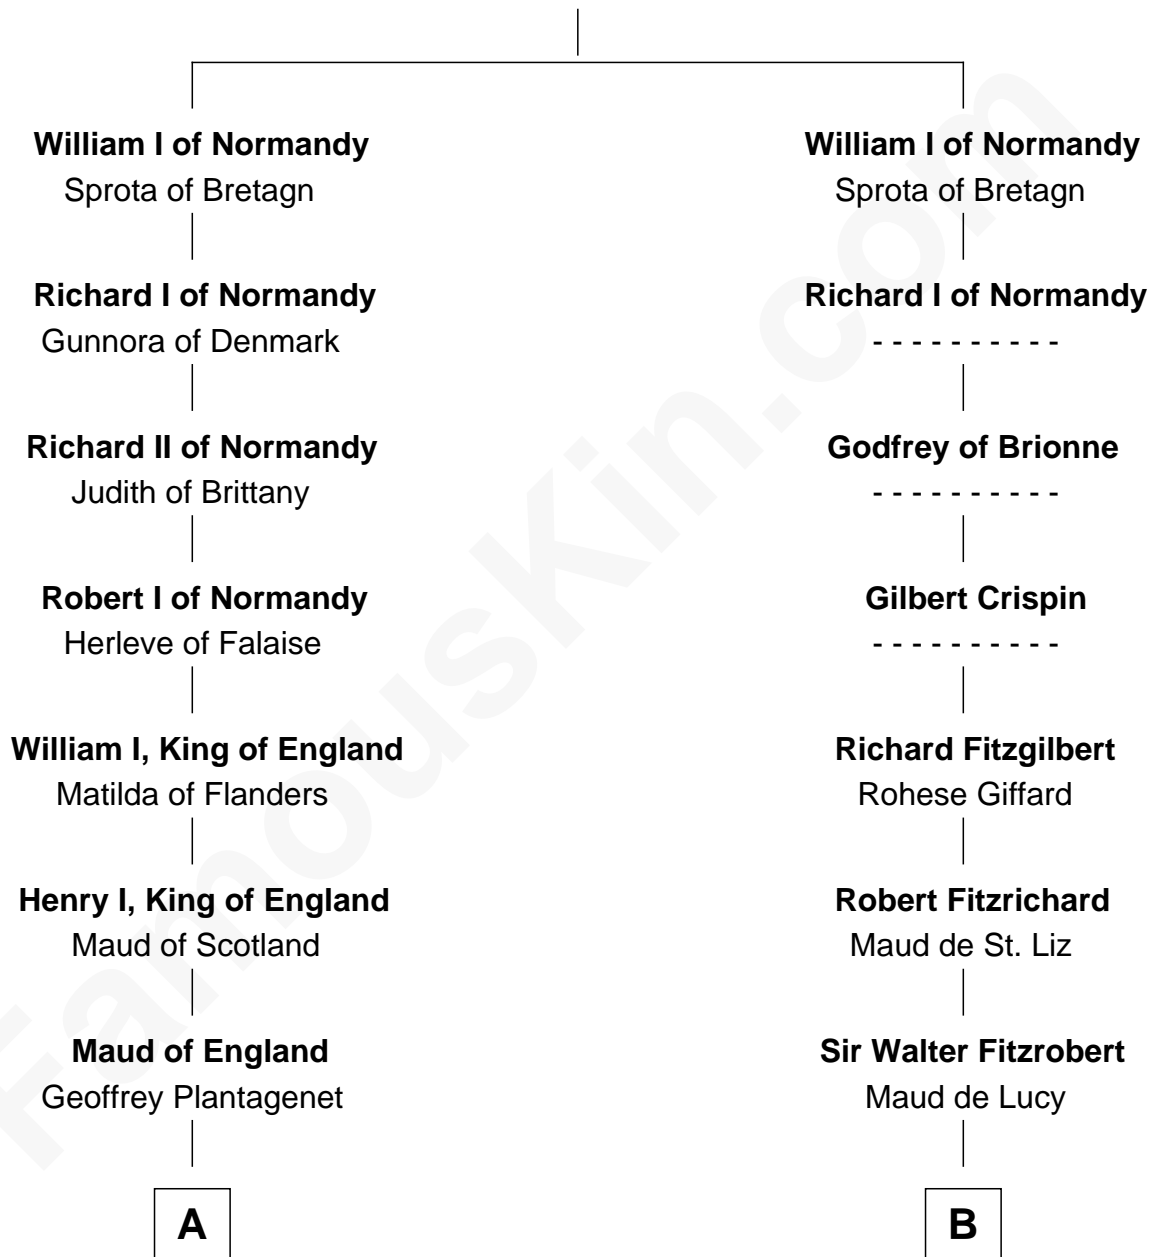 William I of Normandy
Sprota of Bretagn
Richard I of Normandy
Gunnora of Denmark
Richard II of Normandy
Judith of Brittany
Robert I of Normandy
Herleve of Falaise
William I, King of England
Matilda of Flanders
Henry I, King of England
Maud of Scotland
Maud of England
Geoffrey Plantagenet
A
William I of Normandy
Sprota of Bretagn
Richard I of Normandy
- - - - - - - - - -
Godfrey of Brionne
- - - - - - - - - -
Gilbert Crispin
- - - - - - - - - -
Richard Fitzgilbert
Rohese Giffard
Robert Fitzrichard
Maud de St. Liz
Sir Walter Fitzrobert
Maud de Lucy
B
FamousKin.com